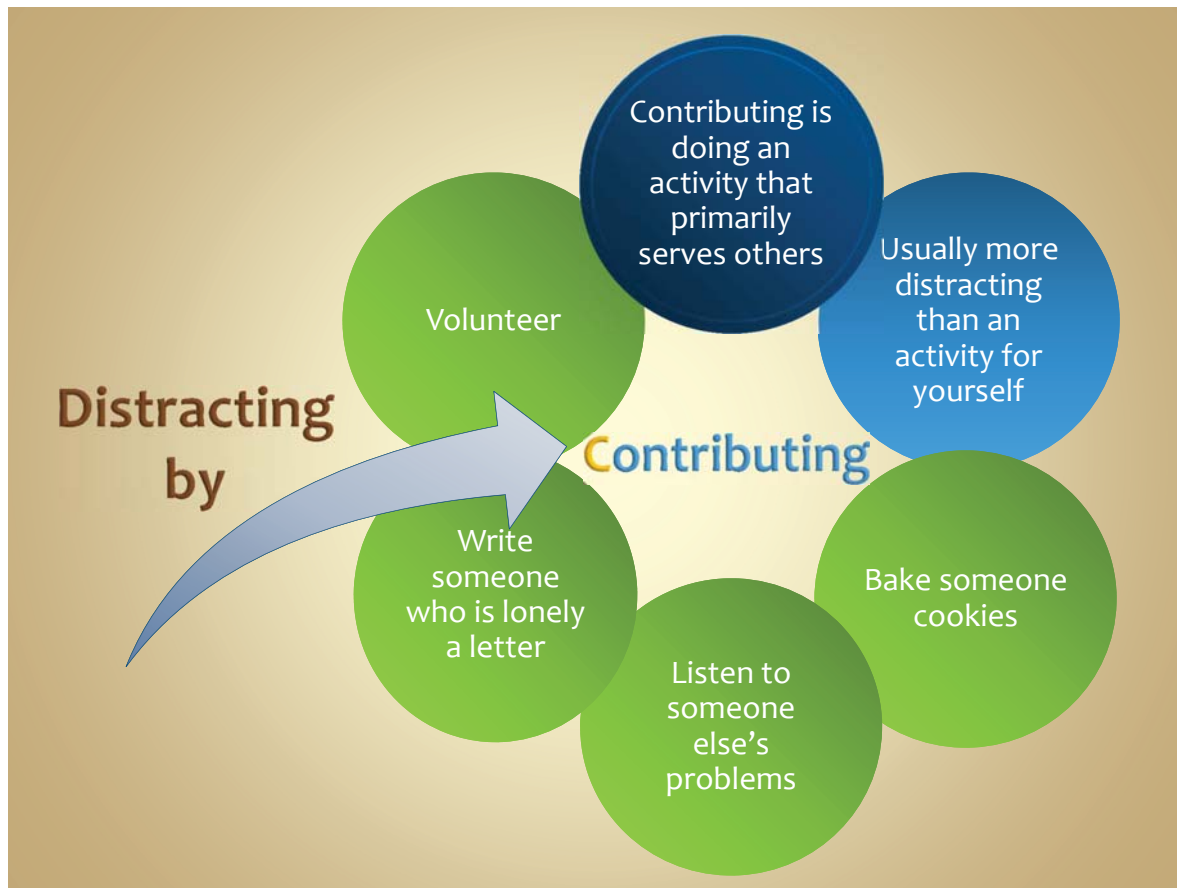 Distracting
by
Contributing
Contributing is
doing an
activity that
primarily
serves others
Usually more
distracting
than an
activity for
yourself
Bake someone
cookies
Listen to
someone
else’s
problems
Write
someone
who is lonely
a letter
Volunteer